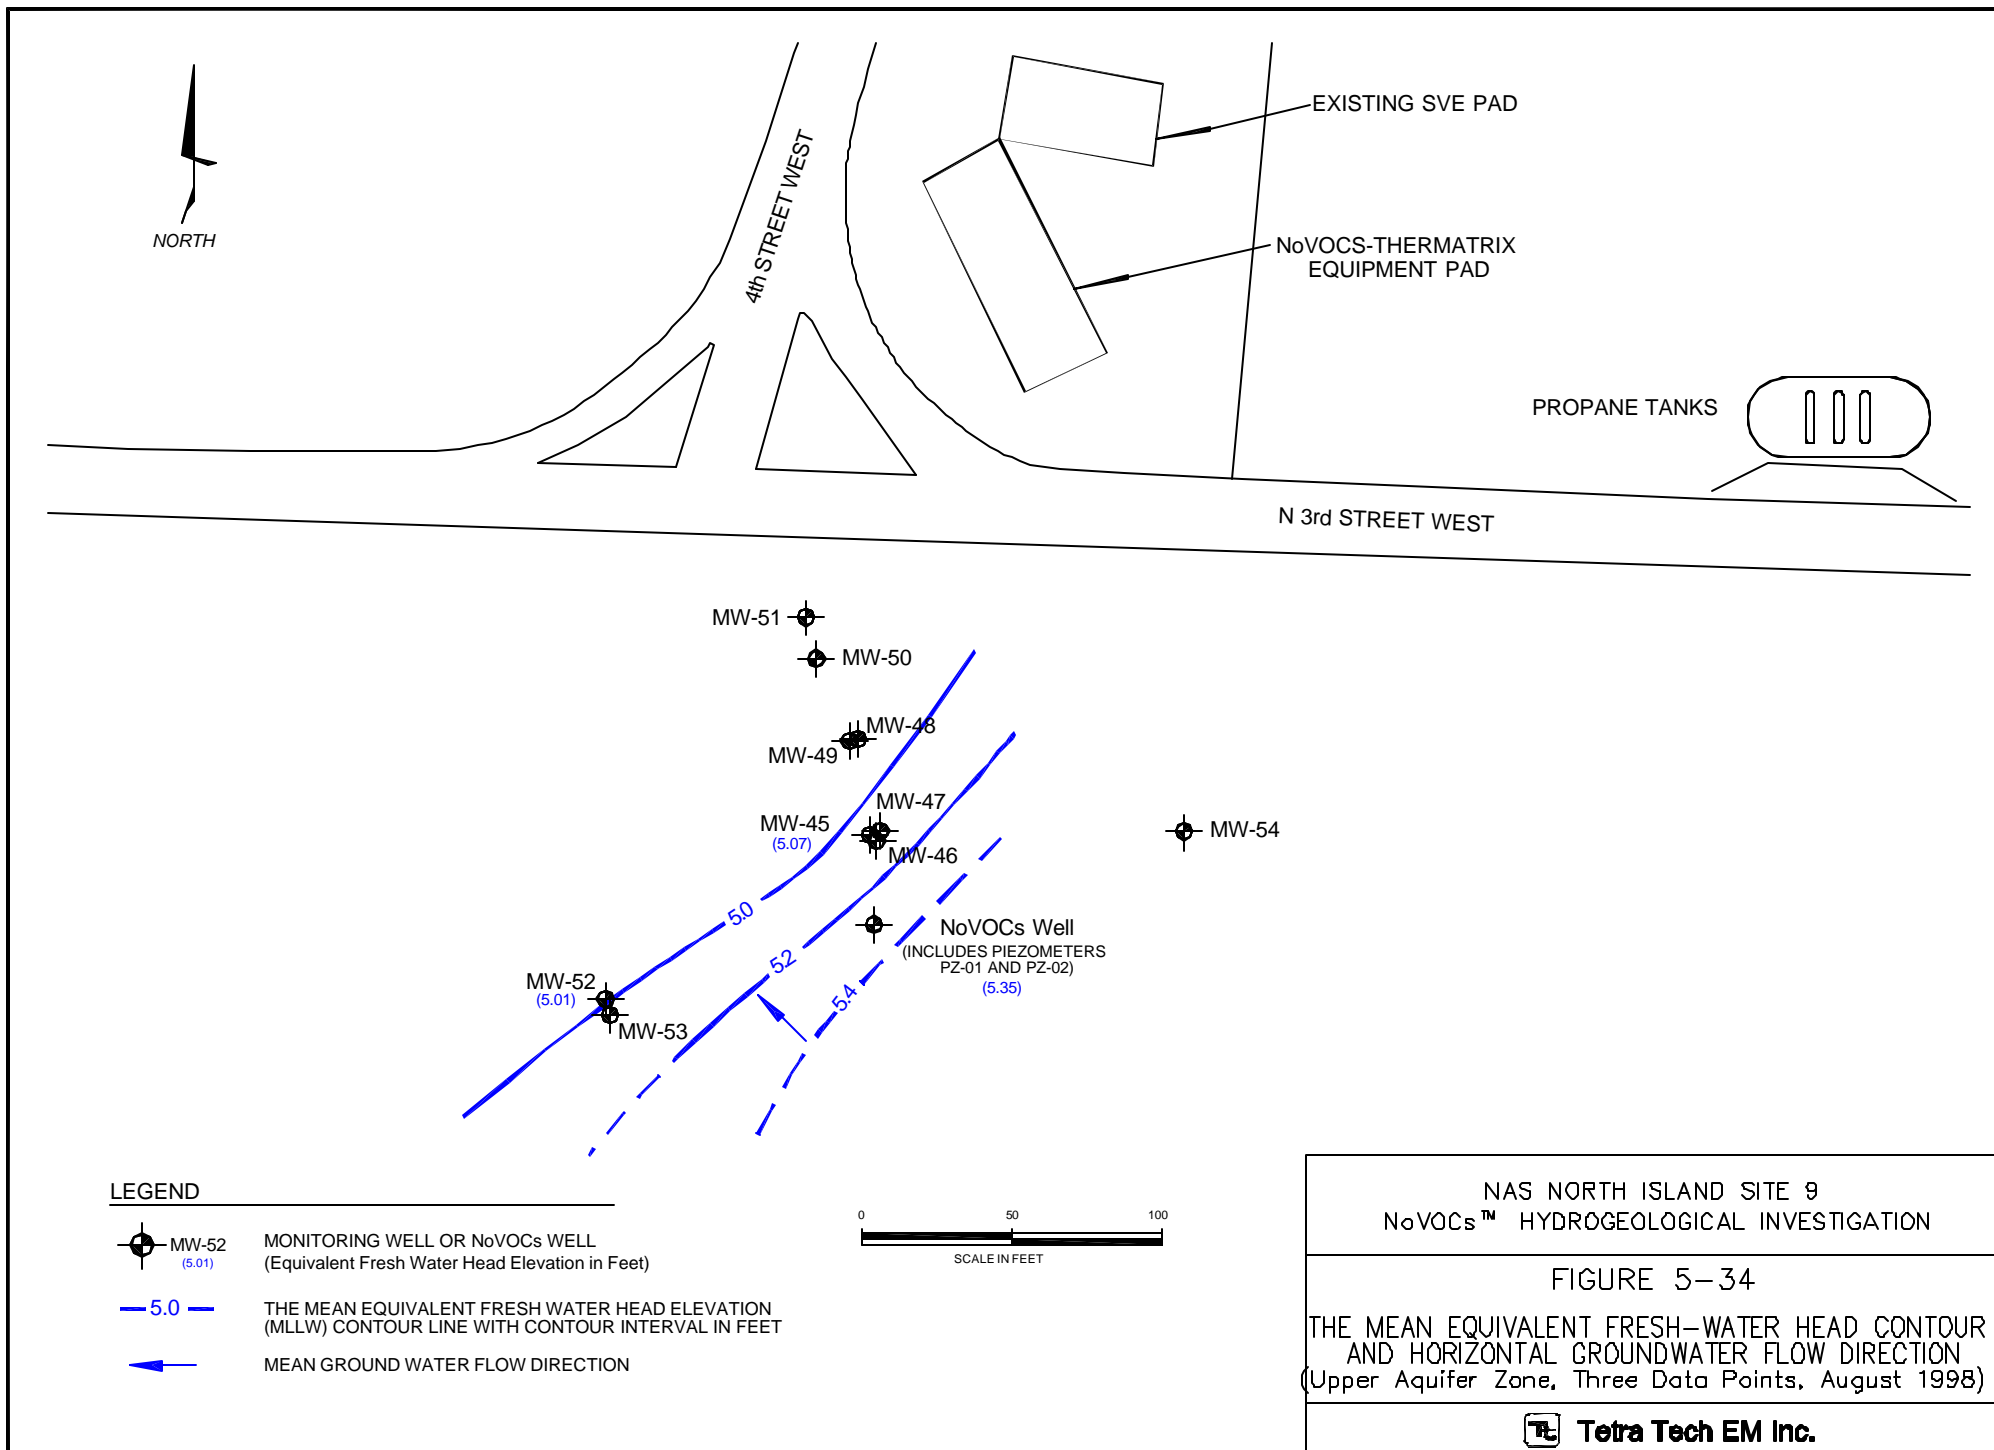 NORTH
4th STREET WEST
EXISTING SVE PAD
NoVOCS-THERMATRIX
EQUIPMENT PAD
PROPANE TANKS
N 3rd STREET WEST
MW-51
MW-50
MW-48
MW-49
MW-47
MW-45
(5.07)
MW-46
MW-54
5.0
NoVOCs Well
(INCLUDES PIEZOMETERS
PZ-01 AND PZ-02)
(5.35)
5.2
5.4
MW-52
(5.01)
MW-53
LEGEND
MW-52
(5.01)
MONITORING WELL OR NoVOCs WELL
(Equivalent Fresh Water Head Elevation in Feet)
5.0
THE MEAN EQUIVALENT FRESH WATER HEAD ELEVATION
(MLLW) CONTOUR LINE WITH CONTOUR INTERVAL IN FEET
MEAN GROUND WATER FLOW DIRECTION
0 50 100
SCALE IN FEET
NAS NORTH ISLAND SITE 9
NoVOCs™ HYDROGEOLOGICAL INVESTIGATION
FIGURE 5-34
THE MEAN EQUIVALENT FRESH-WATER HEAD CONTOUR
AND HORIZONTAL GROUNDWATER FLOW DIRECTION
(Upper Aquifer Zone, Three Data Points, August 1998)
Tetra Tech EM Inc.